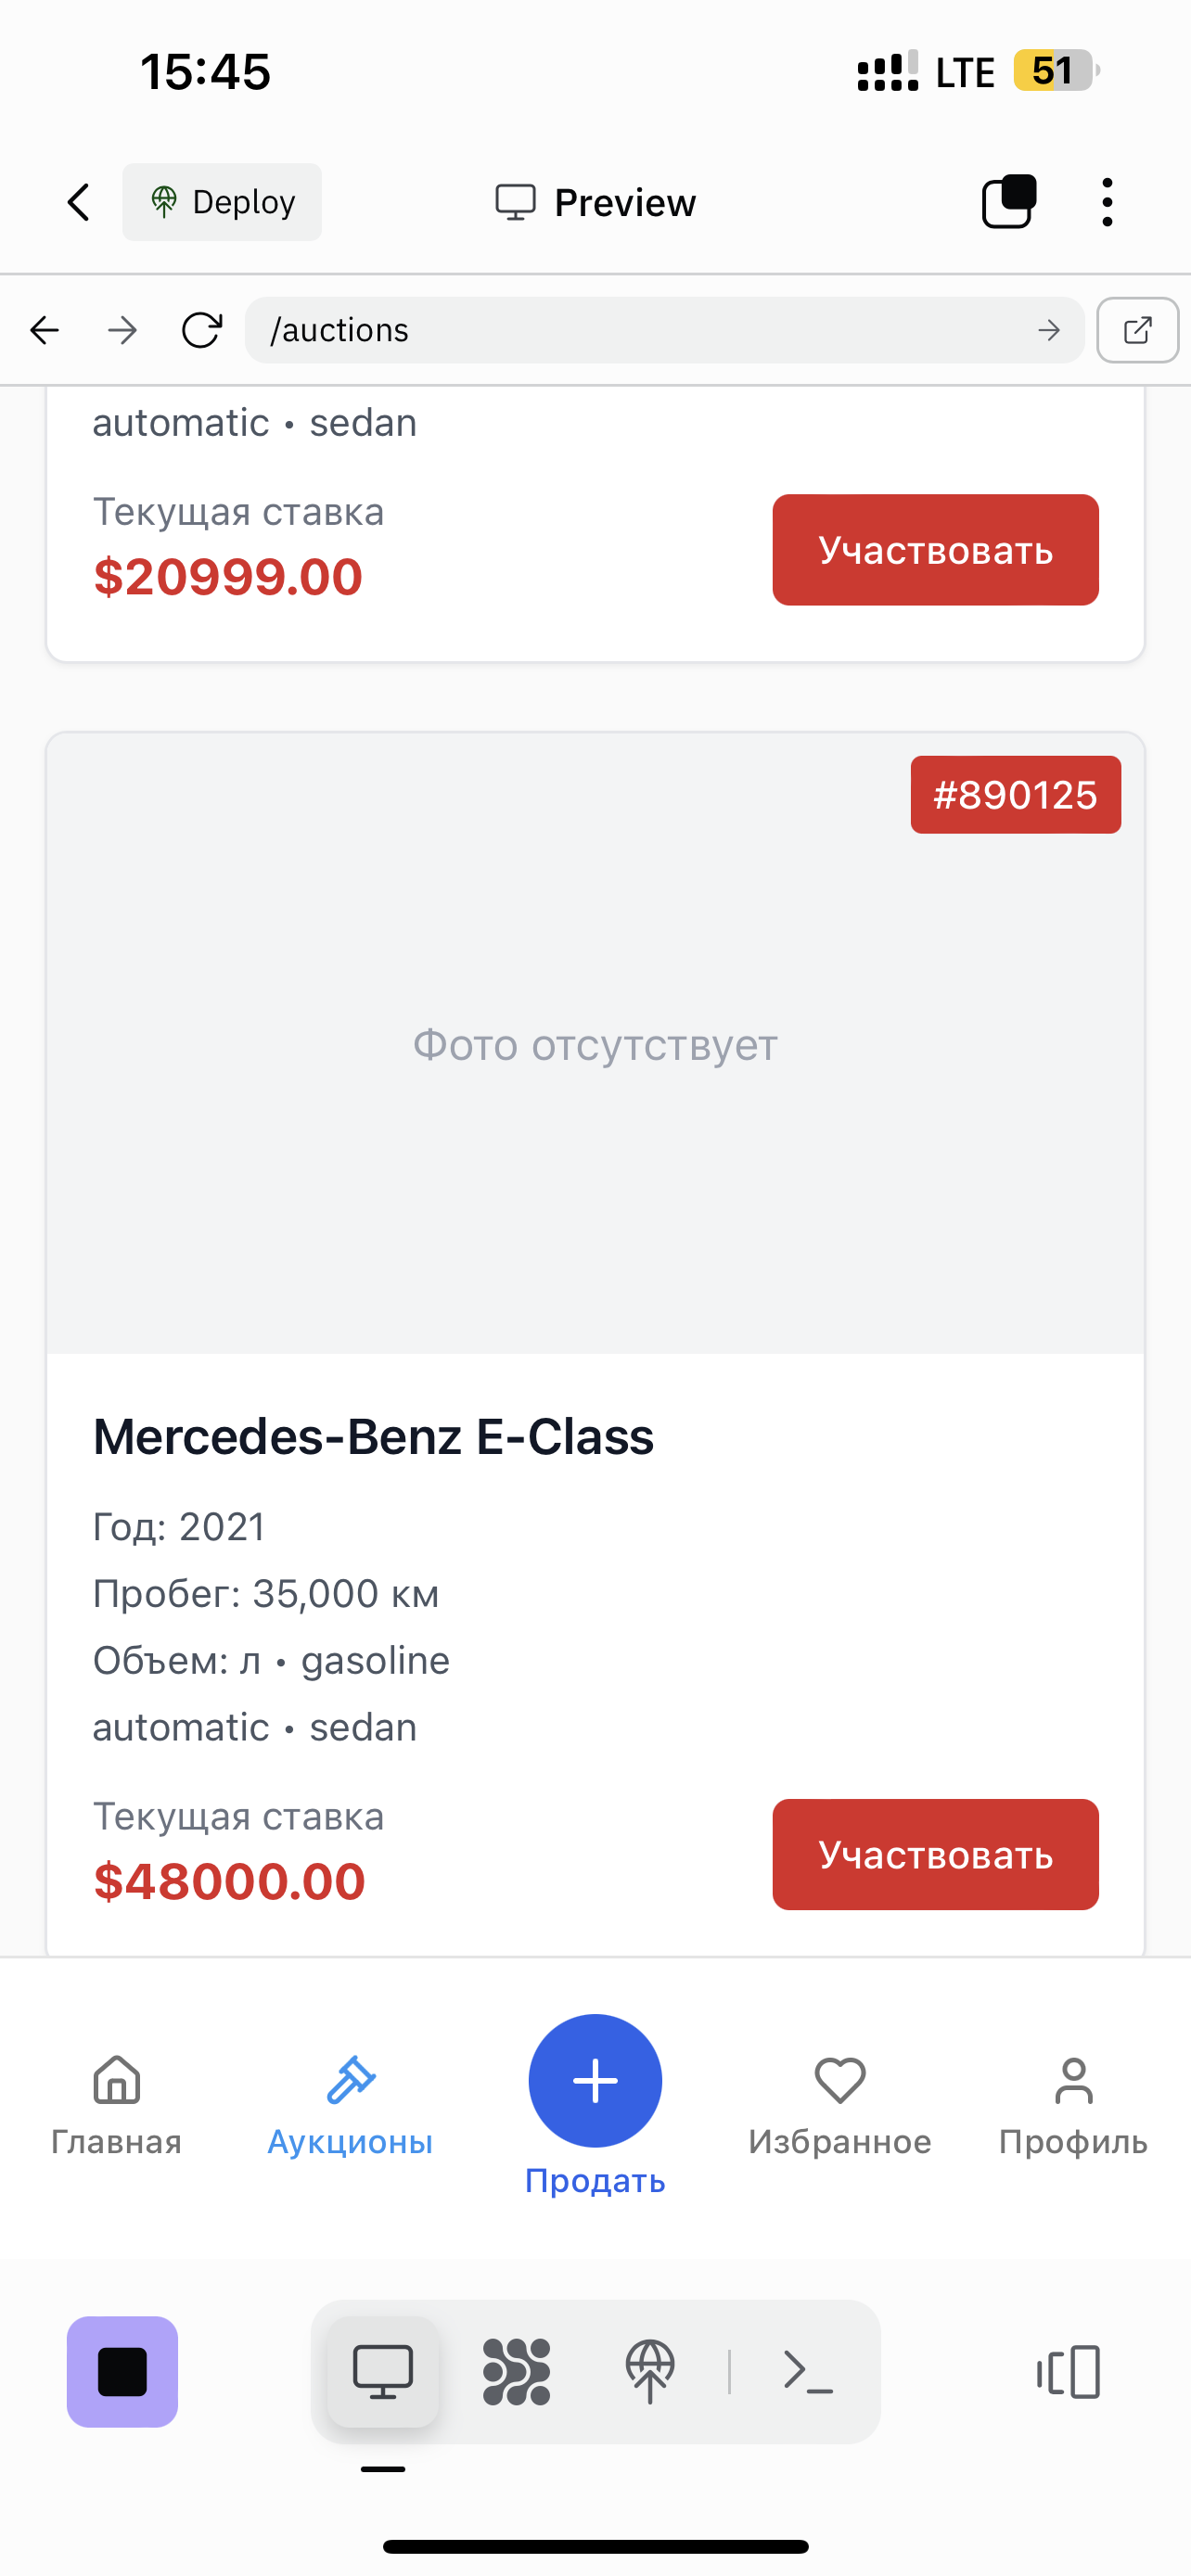 15:45 LTE 51
Deploy Preview
/auctions
automatic • sedan
Текущая ставка
$20999.00
Участвовать
#890125
Фото отсутствует
Mercedes-Benz E-Class
Год: 2021
Пробег: 35,000 км
Объем: л • gasoline
automatic • sedan
Текущая ставка
$48000.00
Участвовать
Главная Аукционы Продать Избранное Профиль